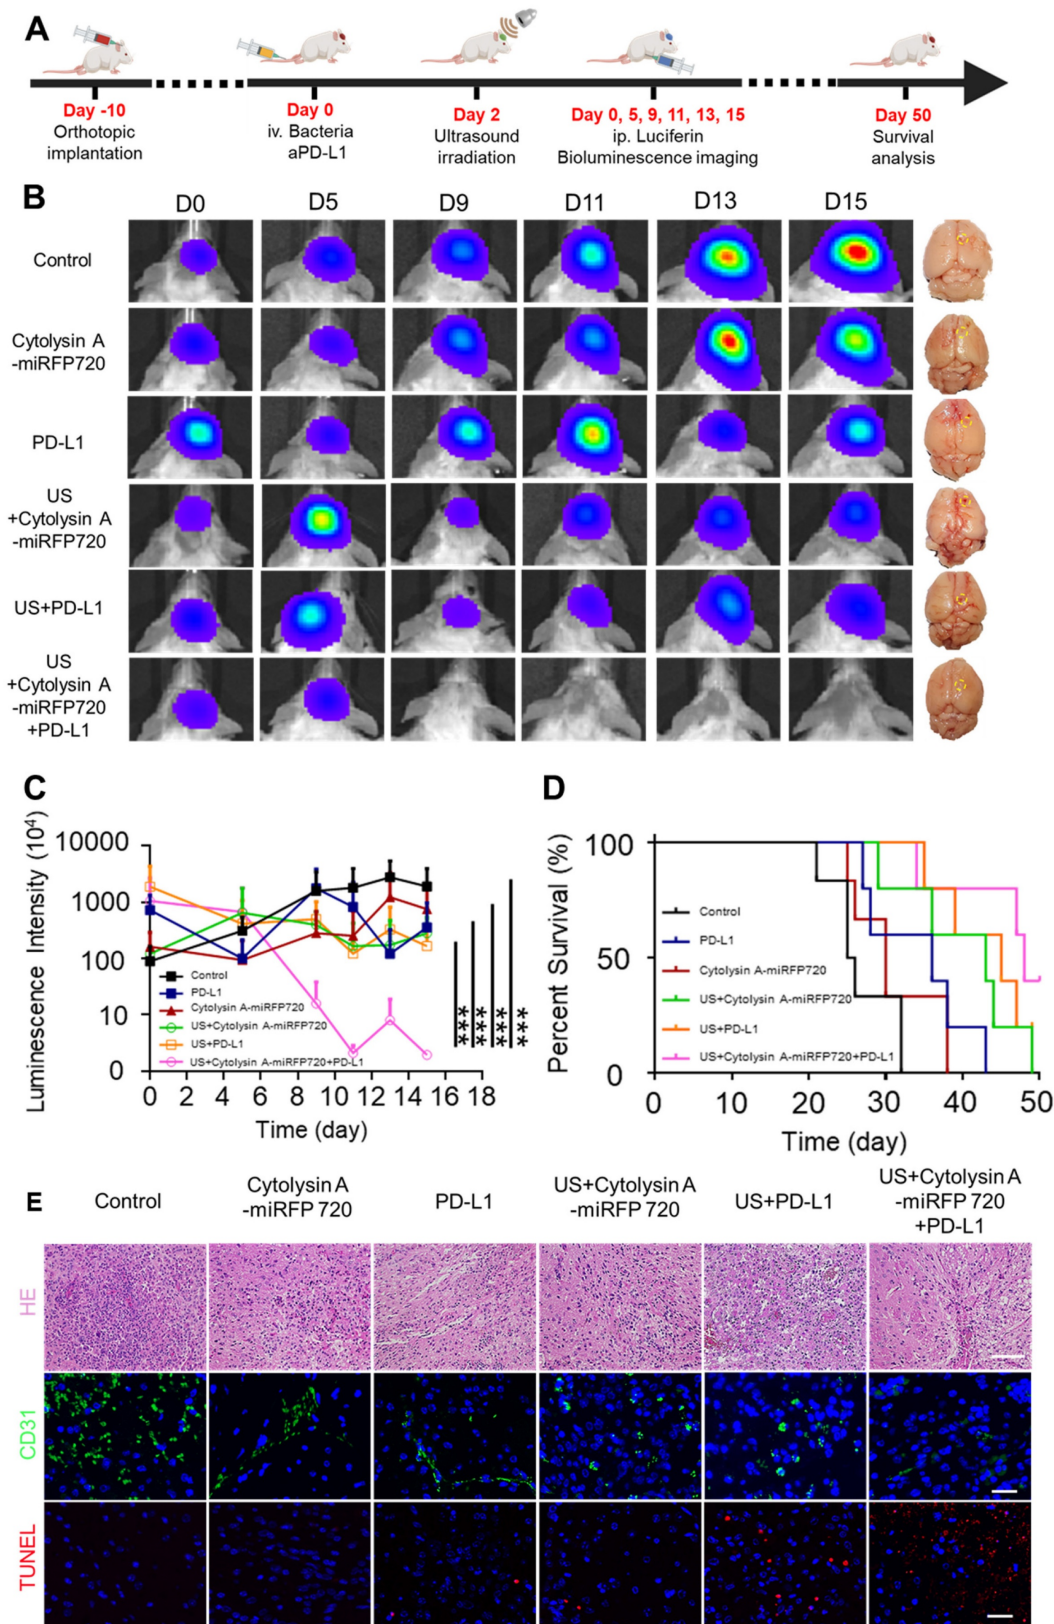 A
Day -10
Orthotopic
implantation
Day 0
iv. Bacteria
aPD-L1
Day 2
Ultrasound
irradiation
Day 0, 5, 9, 11, 13, 15
ip. Luciferin
Bioluminescence imaging
Day 50
Survival
analysis
B
D0 D5 D9 D11 D13 D15
Control
Cytolysin A
-miRFP720
PD-L1
US
+Cytolysin A
-miRFP720
US+PD-L1
US
+Cytolysin A
-miRFP720
+PD-L1
C
Luminescence Intensity (10⁴)
10000
1000
100
10
0
Control
PD-L1
Cytolysin A-miRFP720
US+Cytolysin A-miRFP720
US+PD-L1
US+Cytolysin A-miRFP720+PD-L1
***
***
***
***
0 2 4 6 8 10 12 14 16 18
Time (day)
D
Percent Survival (%)
100
50
0
Control
PD-L1
Cytolysin A-miRFP720
US+Cytolysin A-miRFP720
US+PD-L1
US+Cytolysin A-miRFP720+PD-L1
0 10 20 30 40 50
Time (day)
E
Control
Cytolysin A
-miRFP 720
PD-L1
US+Cytolysin A
-miRFP 720
US+PD-L1
US+Cytolysin A
-miRFP 720
+PD-L1
HE
CD31
TUNEL